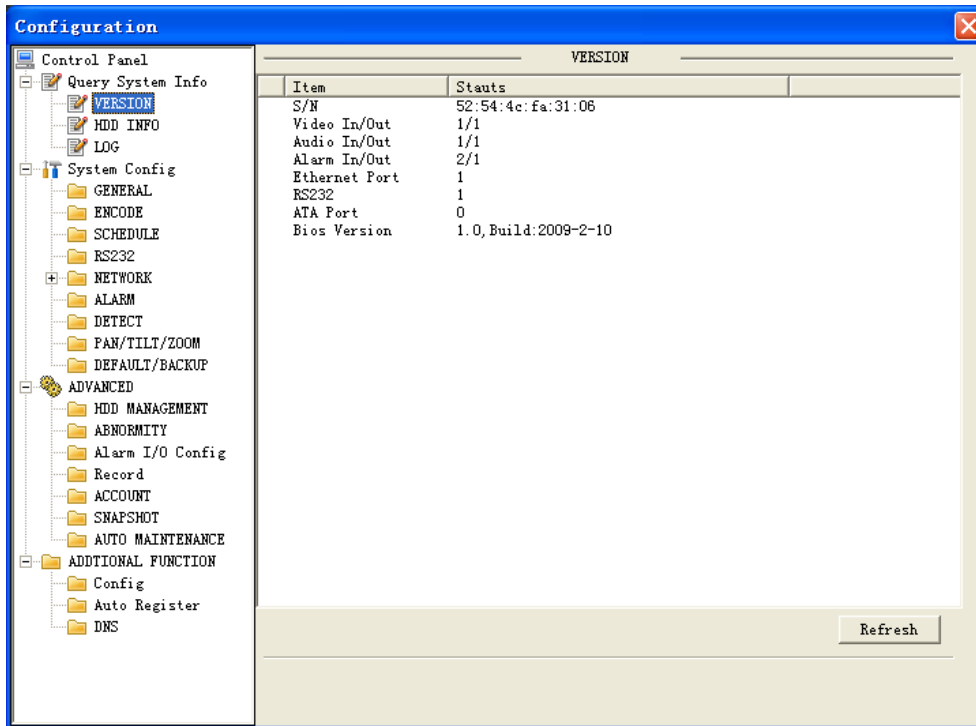 Configuration
Control Panel
Query System Info
VERSION
HDD INFO
LOG
System Config
GENERAL
ENCODE
SCHEDULE
RS232
NETWORK
ALARM
DETECT
PAN/TILT/ZOOM
DEFAULT/BACKUP
ADVANCED
HDD MANAGEMENT
ABNORMITY
Alarm I/O Config
Record
ACCOUNT
SNAPSHOT
AUTO MAINTENANCE
ADDTIONAL FUNCTION
Config
Auto Register
DNS
VERSION
Item Stauts
S/N 52:54:4c:fa:31:06
Video In/Out 1/1
Audio In/Out 1/1
Alarm In/Out 2/1
Ethernet Port 1
RS232 1
ATA Port 0
Bios Version 1.0,Build:2009-2-10
Refresh